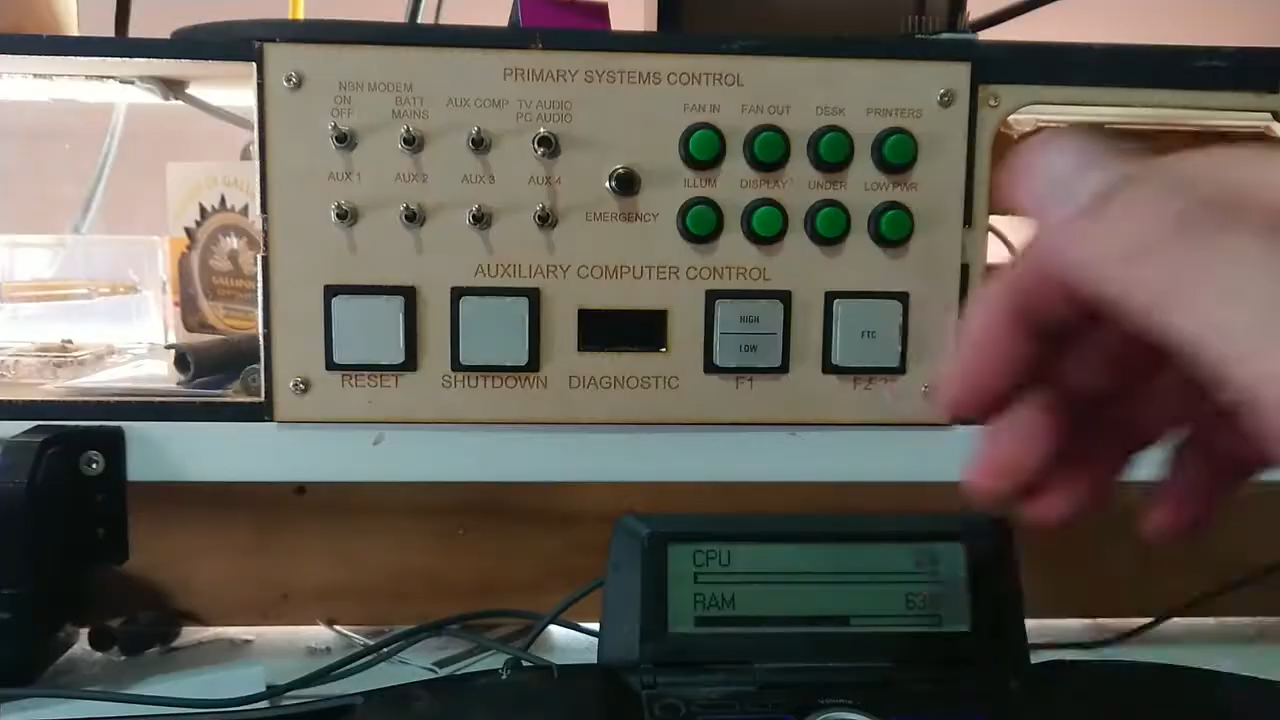 PRIMARY SYSTEMS CONTROL
NBN MODEM
ON
OFF
BATT
MAINS
AUX COMP
TV AUDIO
PC AUDIO
FAN IN
FAN OUT
DESK
PRINTERS
AUX 1
AUX 2
AUX 3
AUX 4
ILLUM
DISPLAY
UNDER
LOW PWR
EMERGENCY
AUXILIARY COMPUTER CONTROL
HIGH
LOW
FTC
RESET
SHUTDOWN
DIAGNOSTIC
F1
CPU
RAM 63